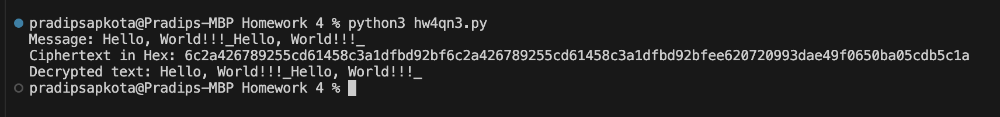 pradipsapkota@Pradips-MBP Homework 4 % python3 hw4qn3.py
Message: Hello, World!!!_Hello, World!!!_
Ciphertext in Hex: 6c2a426789255cd61458c3a1dfbd92bf6c2a426789255cd61458c3a1dfbd92bfee620720993dae49f0650ba05cdb5c1a
Decrypted text: Hello, World!!!_Hello, World!!!_
pradipsapkota@Pradips-MBP Homework 4 %